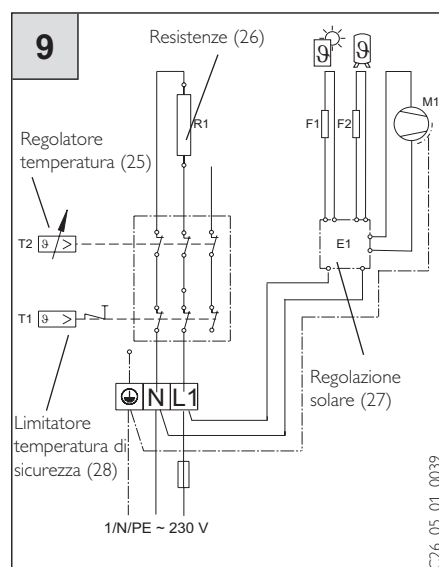 9
Resistenze (26)
ϑ
ϑ
M1
R1
F1
F2
Regolatore
temperatura (25)
T2
ϑ >
E1
T1
ϑ >
Regolazione
solare (27)
N
L1
Limitatore
temperatura di
sicurezza (28)
1/N/PE ~ 230 V
C26_05_01_0039